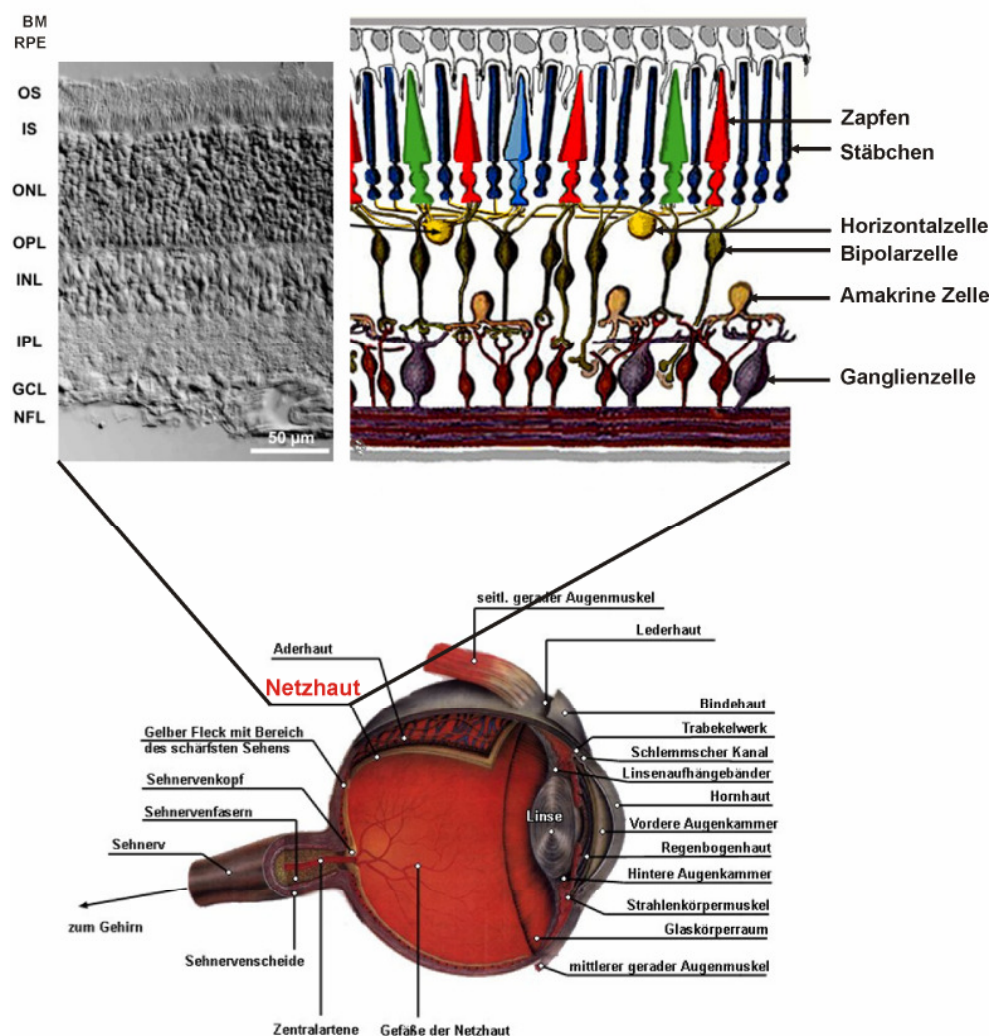 BM
RPE
OS
IS
ONL
OPL
INL
IPL
GCL
NFL
50 µm
Zapfen
Stäbchen
Horizontalzelle
Bipolarzelle
Amakrine Zelle
Ganglienzelle
seitl. gerader Augenmuskel
Lederhaut
Aderhaut
Netzhaut
Bindehaut
Gelber Fleck mit Bereich
des schärfsten Sehens
Trabekelwerk
Schlemmscher Kanal
Linsenaufhängebänder
Sehnervenkopf
Hornhaut
Sehnervenfasern
Linse
Vordere Augenkammer
Sehnerv
Regenbogenhaut
Hintere Augenkammer
Strahlenkörpermuskel
zum Gehirn
Glaskörperraum
Sehnervenscheide
mittlerer gerader Augenmuskel
Zentralartene
Gefäße der Netzhaut